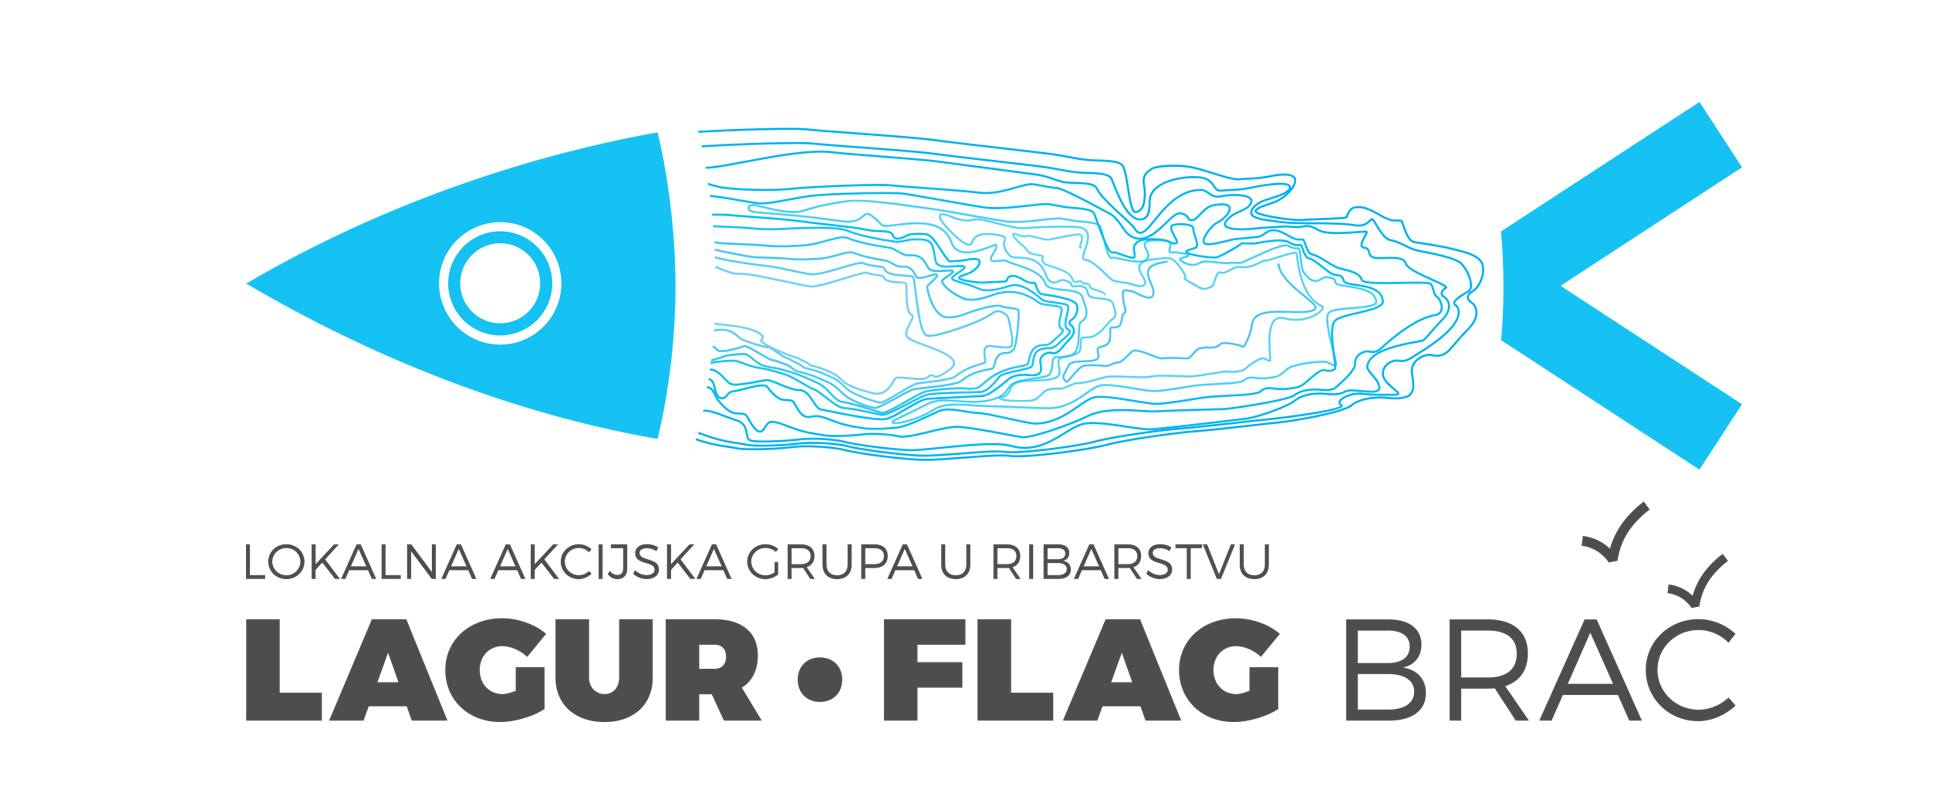 LOKALNA AKCIJSKA GRUPA U RIBARSTVU
LAGUR • FLAG BRAČ